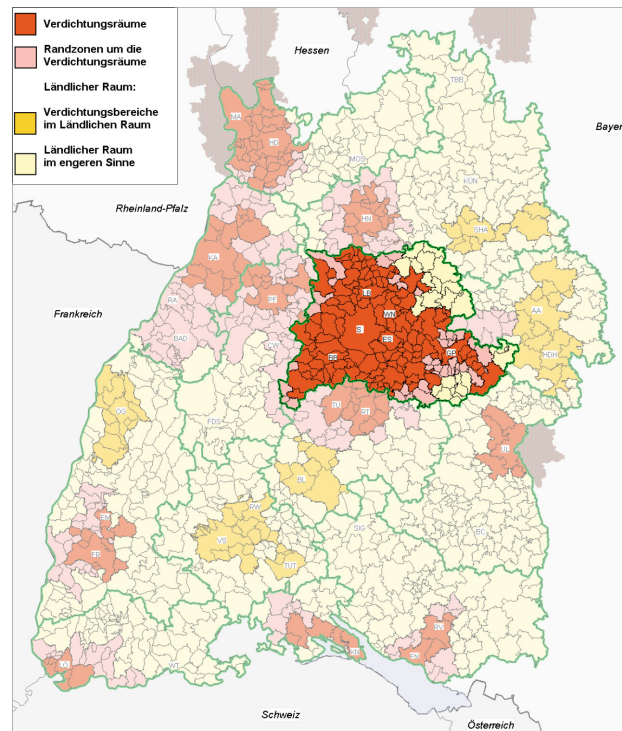 Verdichtungsräume
Randzonen um die
Verdichtungsräume
Ländlicher Raum:
Verdichtungsbereiche
im Ländlichen Raum
Ländlicher Raum
im engeren Sinne
Hessen
Bayer
Rheinland-Pfalz
Frankreich
Schweiz
Österreich
TBB
MA
HD
MOS
KÜN
HN
SHA
KA
LB
PF
RA
WN
AA
S
BAD
CW
ES
GP
BB
HDH
TÜ
RT
OG
FDS
UL
BL
RW
EM
VS
SIG
BC
FR
TUT
RV
KN
FN
LÖ
WT